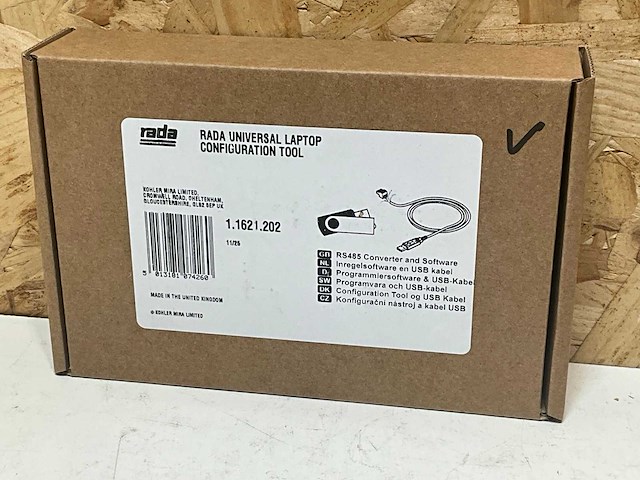 rada
RADA UNIVERSAL LAPTOP
CONFIGURATION TOOL
KOHLER MIRA LIMITED,
CROMWELL ROAD, CHELTENHAM,
GLOUCESTERSHIRE, GL52 5EP UK
1.1621.202
11/25
5 013181 074260
MADE IN THE UNITED KINGDOM
© KOHLER MIRA LIMITED
GB RS485 Converter and Software
NL Inregelsoftware en USB kabel
D Programmiersoftware & USB-Kabel
SW Programvara och USB-kabel
DK Configuration Tool og USB Kabel
CZ Konfigurační nástroj a kabel USB